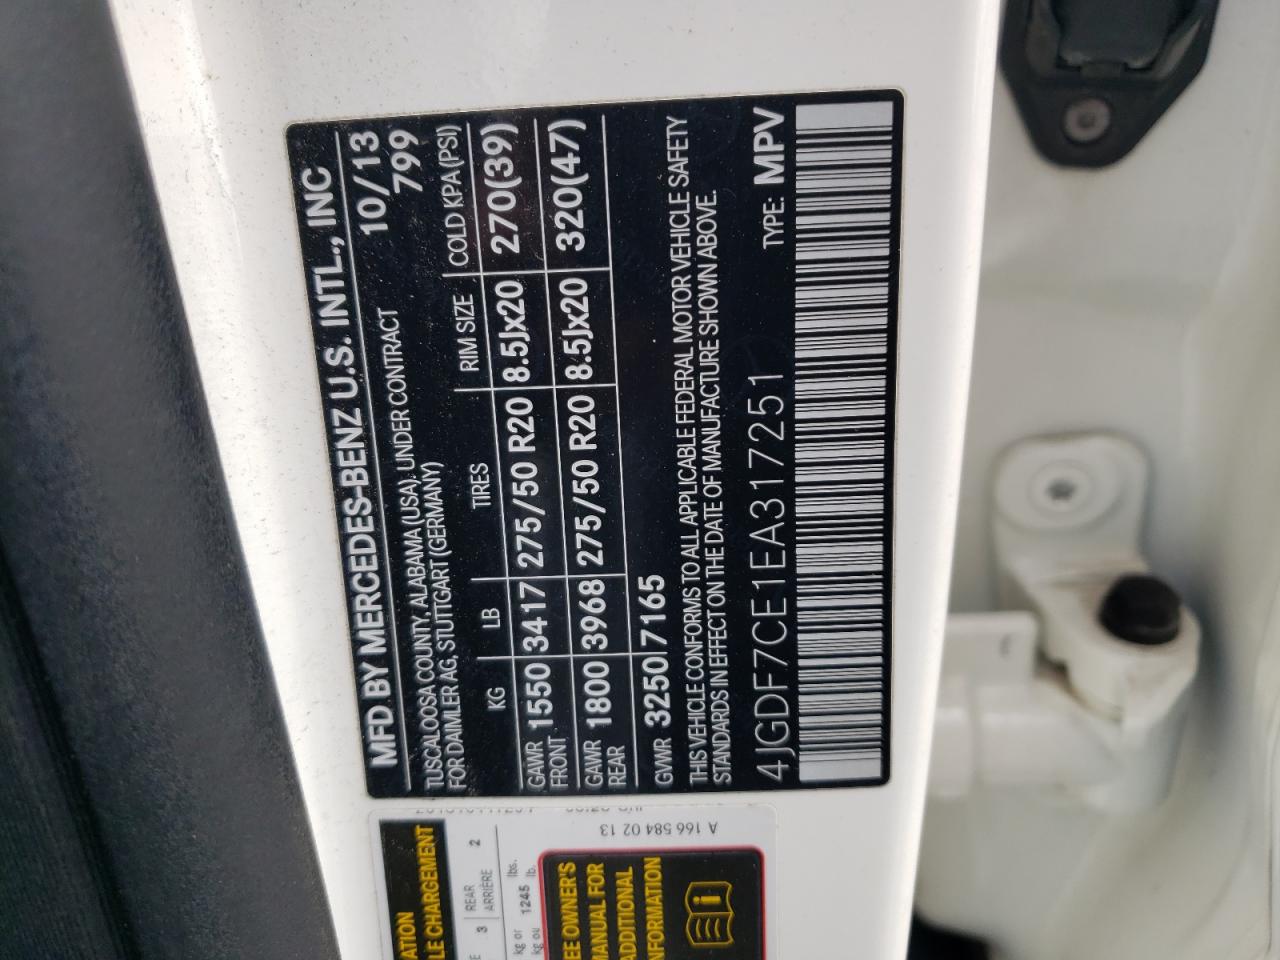 MFD BY MERCEDES-BENZ U.S. INTL., INC
TUSCALOOSA COUNTY, ALABAMA (USA), UNDER CONTRACT 10/13
FOR DAIMLER AG, STUTTGART (GERMANY) 799
KG LB TIRES RIM SIZE COLD KPA(PSI)
GAWR FRONT 1550 3417 275/50 R20 8.5Jx20 270(39)
GAWR REAR 1800 3968 275/50 R20 8.5Jx20 320(47)
GVWR 3250 7165
THIS VEHICLE CONFORMS TO ALL APPLICABLE FEDERAL MOTOR VEHICLE SAFETY
STANDARDS IN EFFECT ON THE DATE OF MANUFACTURE SHOWN ABOVE.
4JGDF7CE1EA317251 TYPE: MPV
LE CHARGEMENT
3 REAR 2
ARRIÈRE
kg or lbs.
kg ou 1245 lb.
OWNER'S
MANUAL FOR
ADDITIONAL
A 166 584 02 13